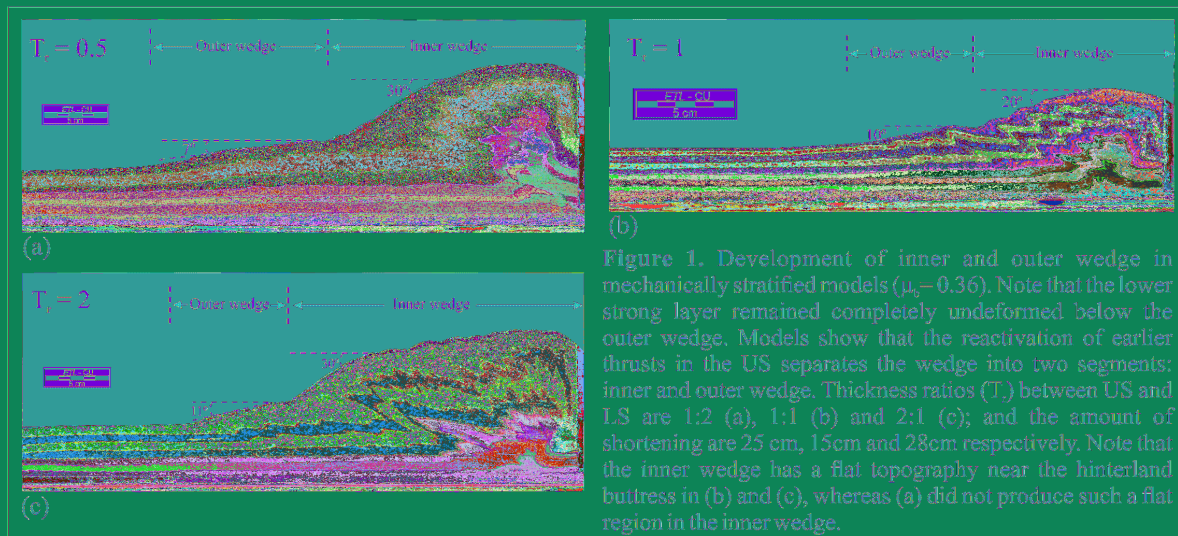 Tr = 0.5
Outer wedge
Inner wedge
30°
ETL - CU
5 cm
(a)
Tr = 1
Outer wedge
Inner wedge
20°
10°
ETL - CU
5 cm
(b)
Tr = 2
Outer wedge
Inner wedge
ETL - CU
5 cm
(c)
Figure 1. Development of inner and outer wedge in
mechanically stratified models (μb=0.36). Note that the lower
strong layer remained completely undeformed below the
outer wedge. Models show that the reactivation of earlier
thrusts in the US separates the wedge into two segments:
inner and outer wedge. Thickness ratios (Tr) between US and
LS are 1:2 (a), 1:1 (b) and 2:1 (c); and the amount of
shortening are 25 cm, 15cm and 28cm respectively. Note that
the inner wedge has a flat topography near the hinterland
buttress in (b) and (c), whereas (a) did not produce such a flat
region in the inner wedge.